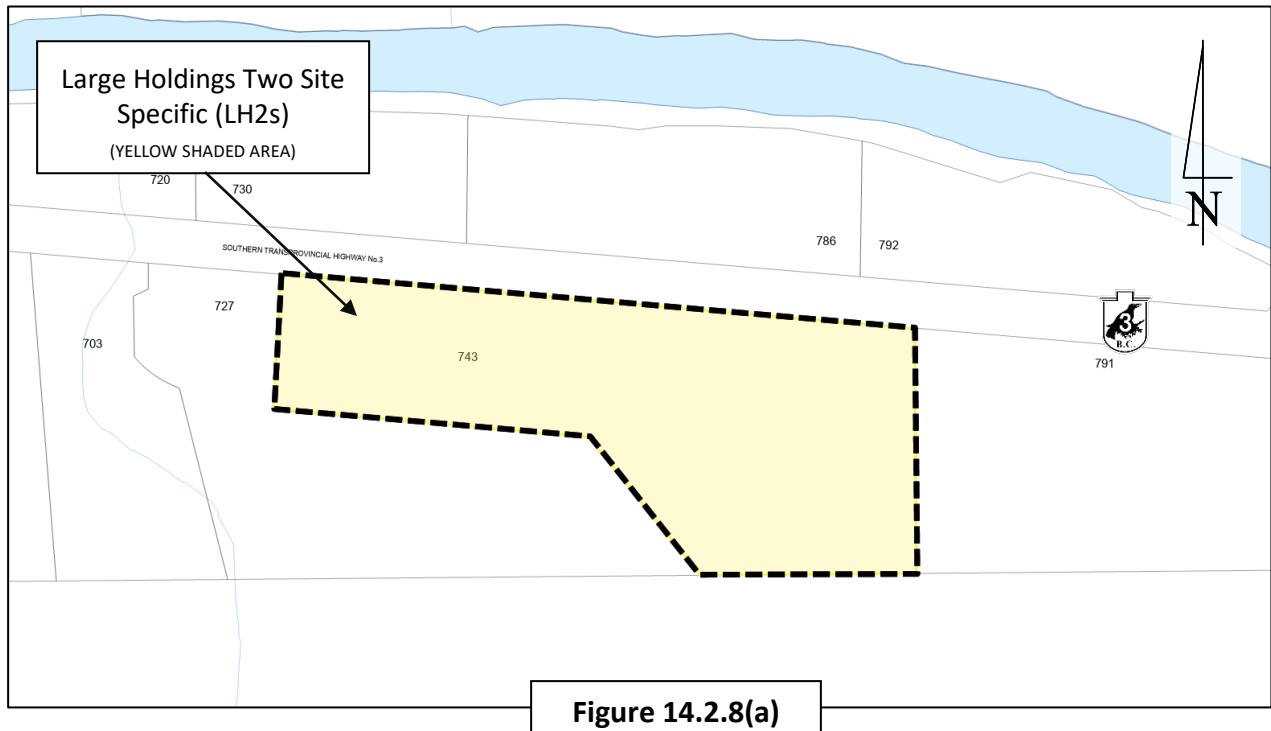 Large Holdings Two Site
Specific (LH2s)
(YELLOW SHADED AREA)
720
730
786
792
N
SOUTHERN TRANSPROVINCIAL HIGHWAY No.3
727
3
B.C.
703
743
791
Figure 14.2.8(a)